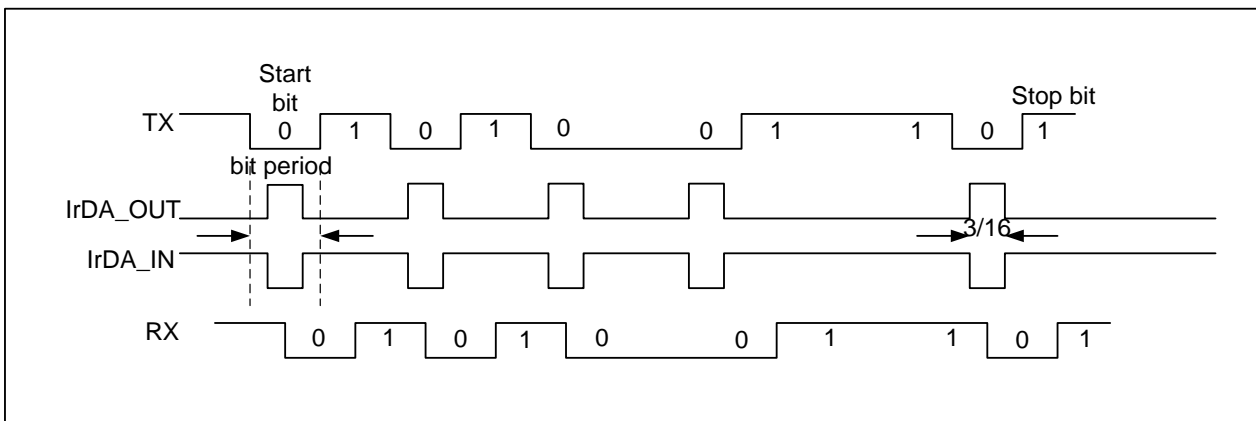 Start
bit
Stop bit
TX
0 1 0 1 0 0 1 1 0 1
bit period
IrDA_OUT
3/16
IrDA_IN
RX
0 1 0 1 0 0 1 1 0 1